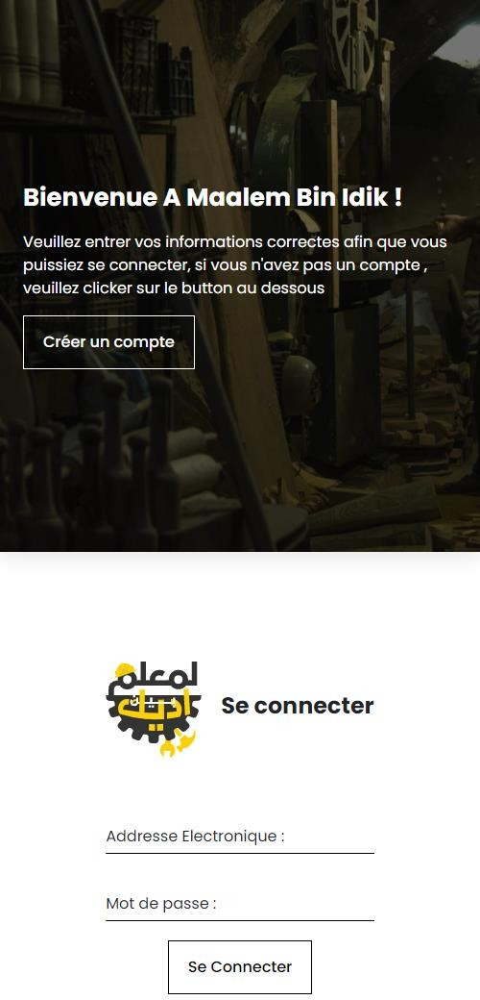 Bienvenue A Maalem Bin Idik !
Veuillez entrer vos informations correctes afin que vous
puissiez se connecter, si vous n'avez pas un compte ,
veuillez clicker sur le button au dessous
Créer un compte
لمعلم
بين
اديك
Se connecter
Addresse Electronique :
Mot de passe :
Se Connecter